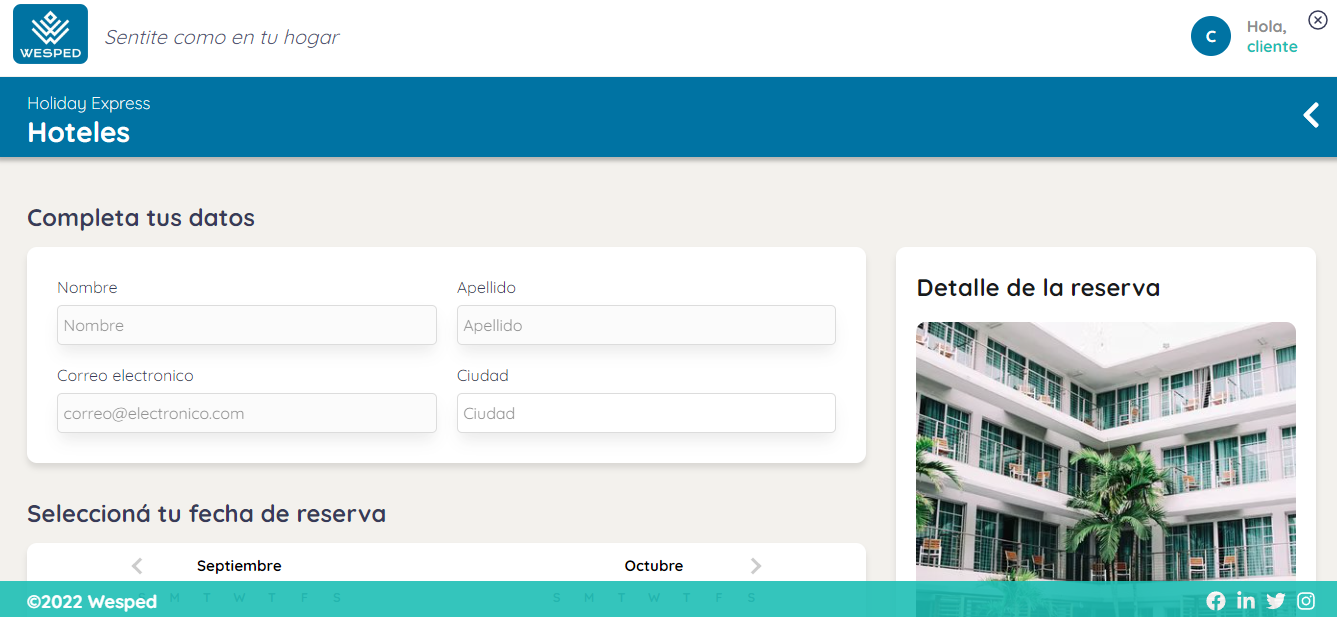 WESPED
Sentite como en tu hogar
C
Hola,
cliente
Holiday Express
Hoteles
Completa tus datos
Nombre
Apellido
Nombre
Apellido
Correo electronico
Ciudad
correo@electronico.com
Ciudad
Detalle de la reserva
Seleccioná tu fecha de reserva
Septiembre
Octubre
S M T W T F S
S M T W T F S
©2022 Wesped